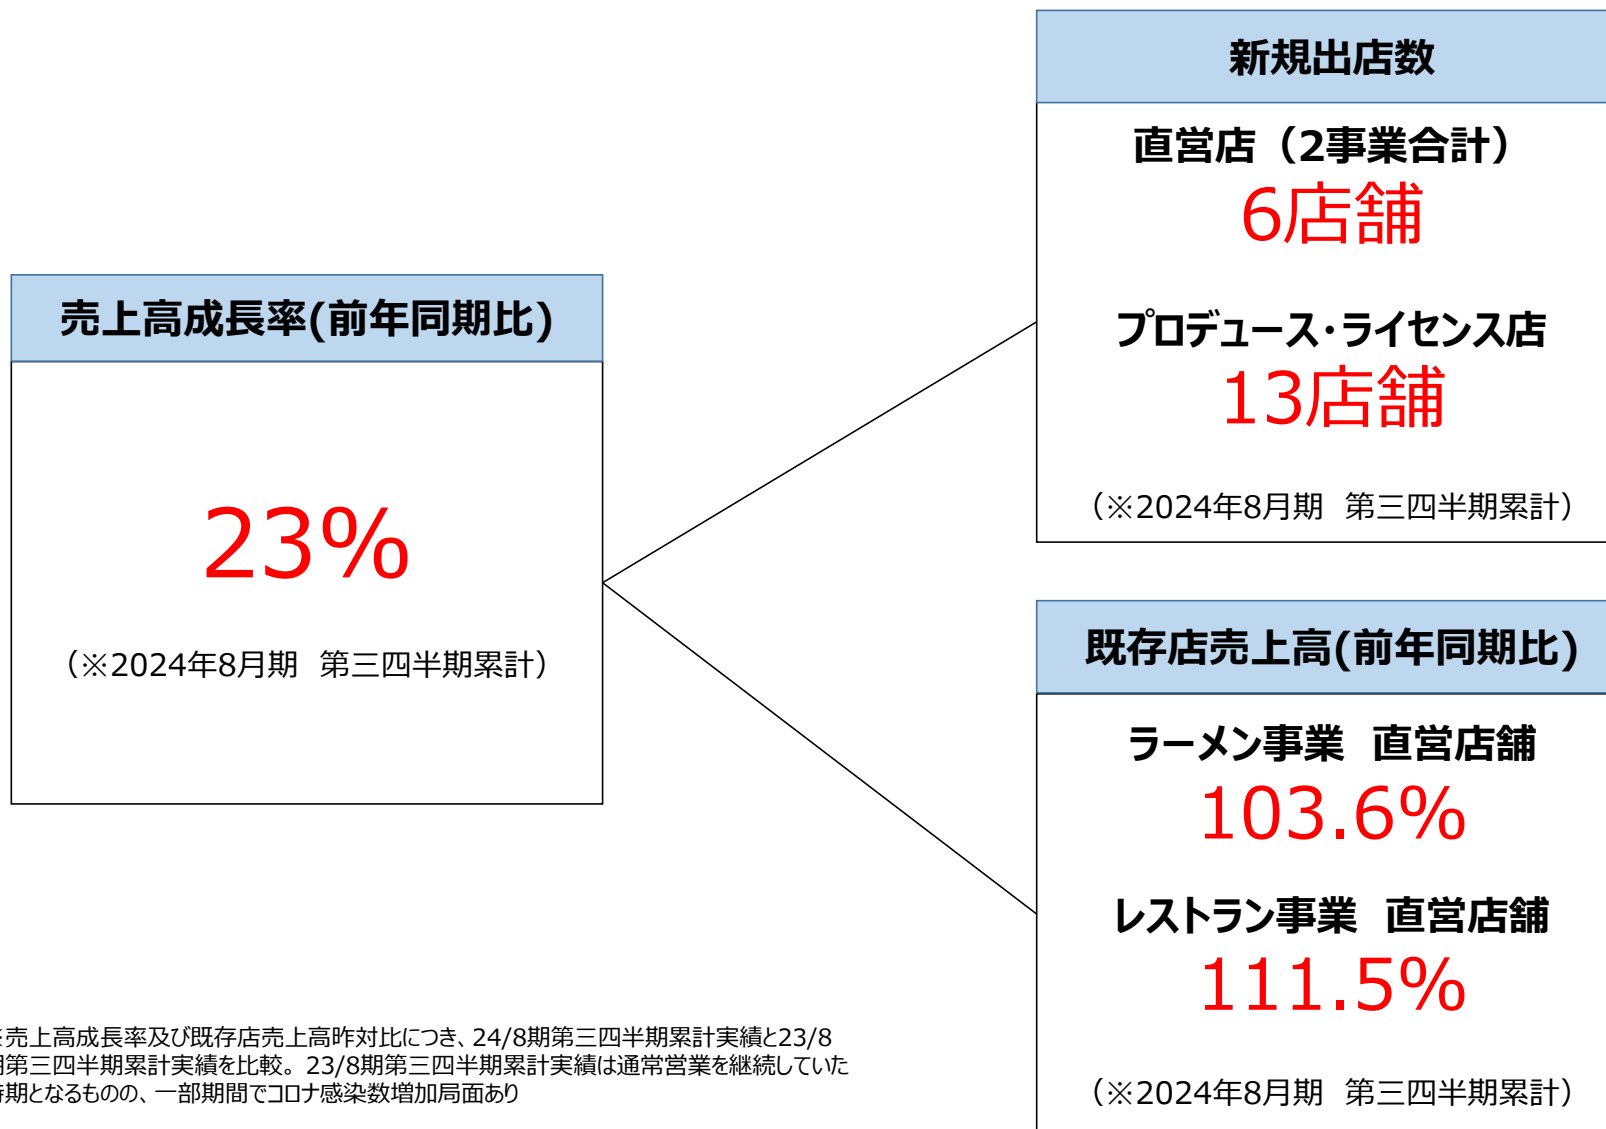 売上高成長率(前年同期比)
23%
（※2024年8月期　第三四半期累計）
新規出店数
直営店（2事業合計）
6店舗
プロデュース・ライセンス店
13店舗
（※2024年8月期　第三四半期累計）
既存店売上高(前年同期比)
ラーメン事業　直営店舗
103.6%
レストラン事業　直営店舗
111.5%
（※2024年8月期　第三四半期累計）
※売上高成長率及び既存店売上高昨対比につき、24/8期第三四半期累計実績と23/8
期第三四半期累計実績を比較。23/8期第三四半期累計実績は通常営業を継続していた
時期となるものの、一部期間でコロナ感染数増加局面あり